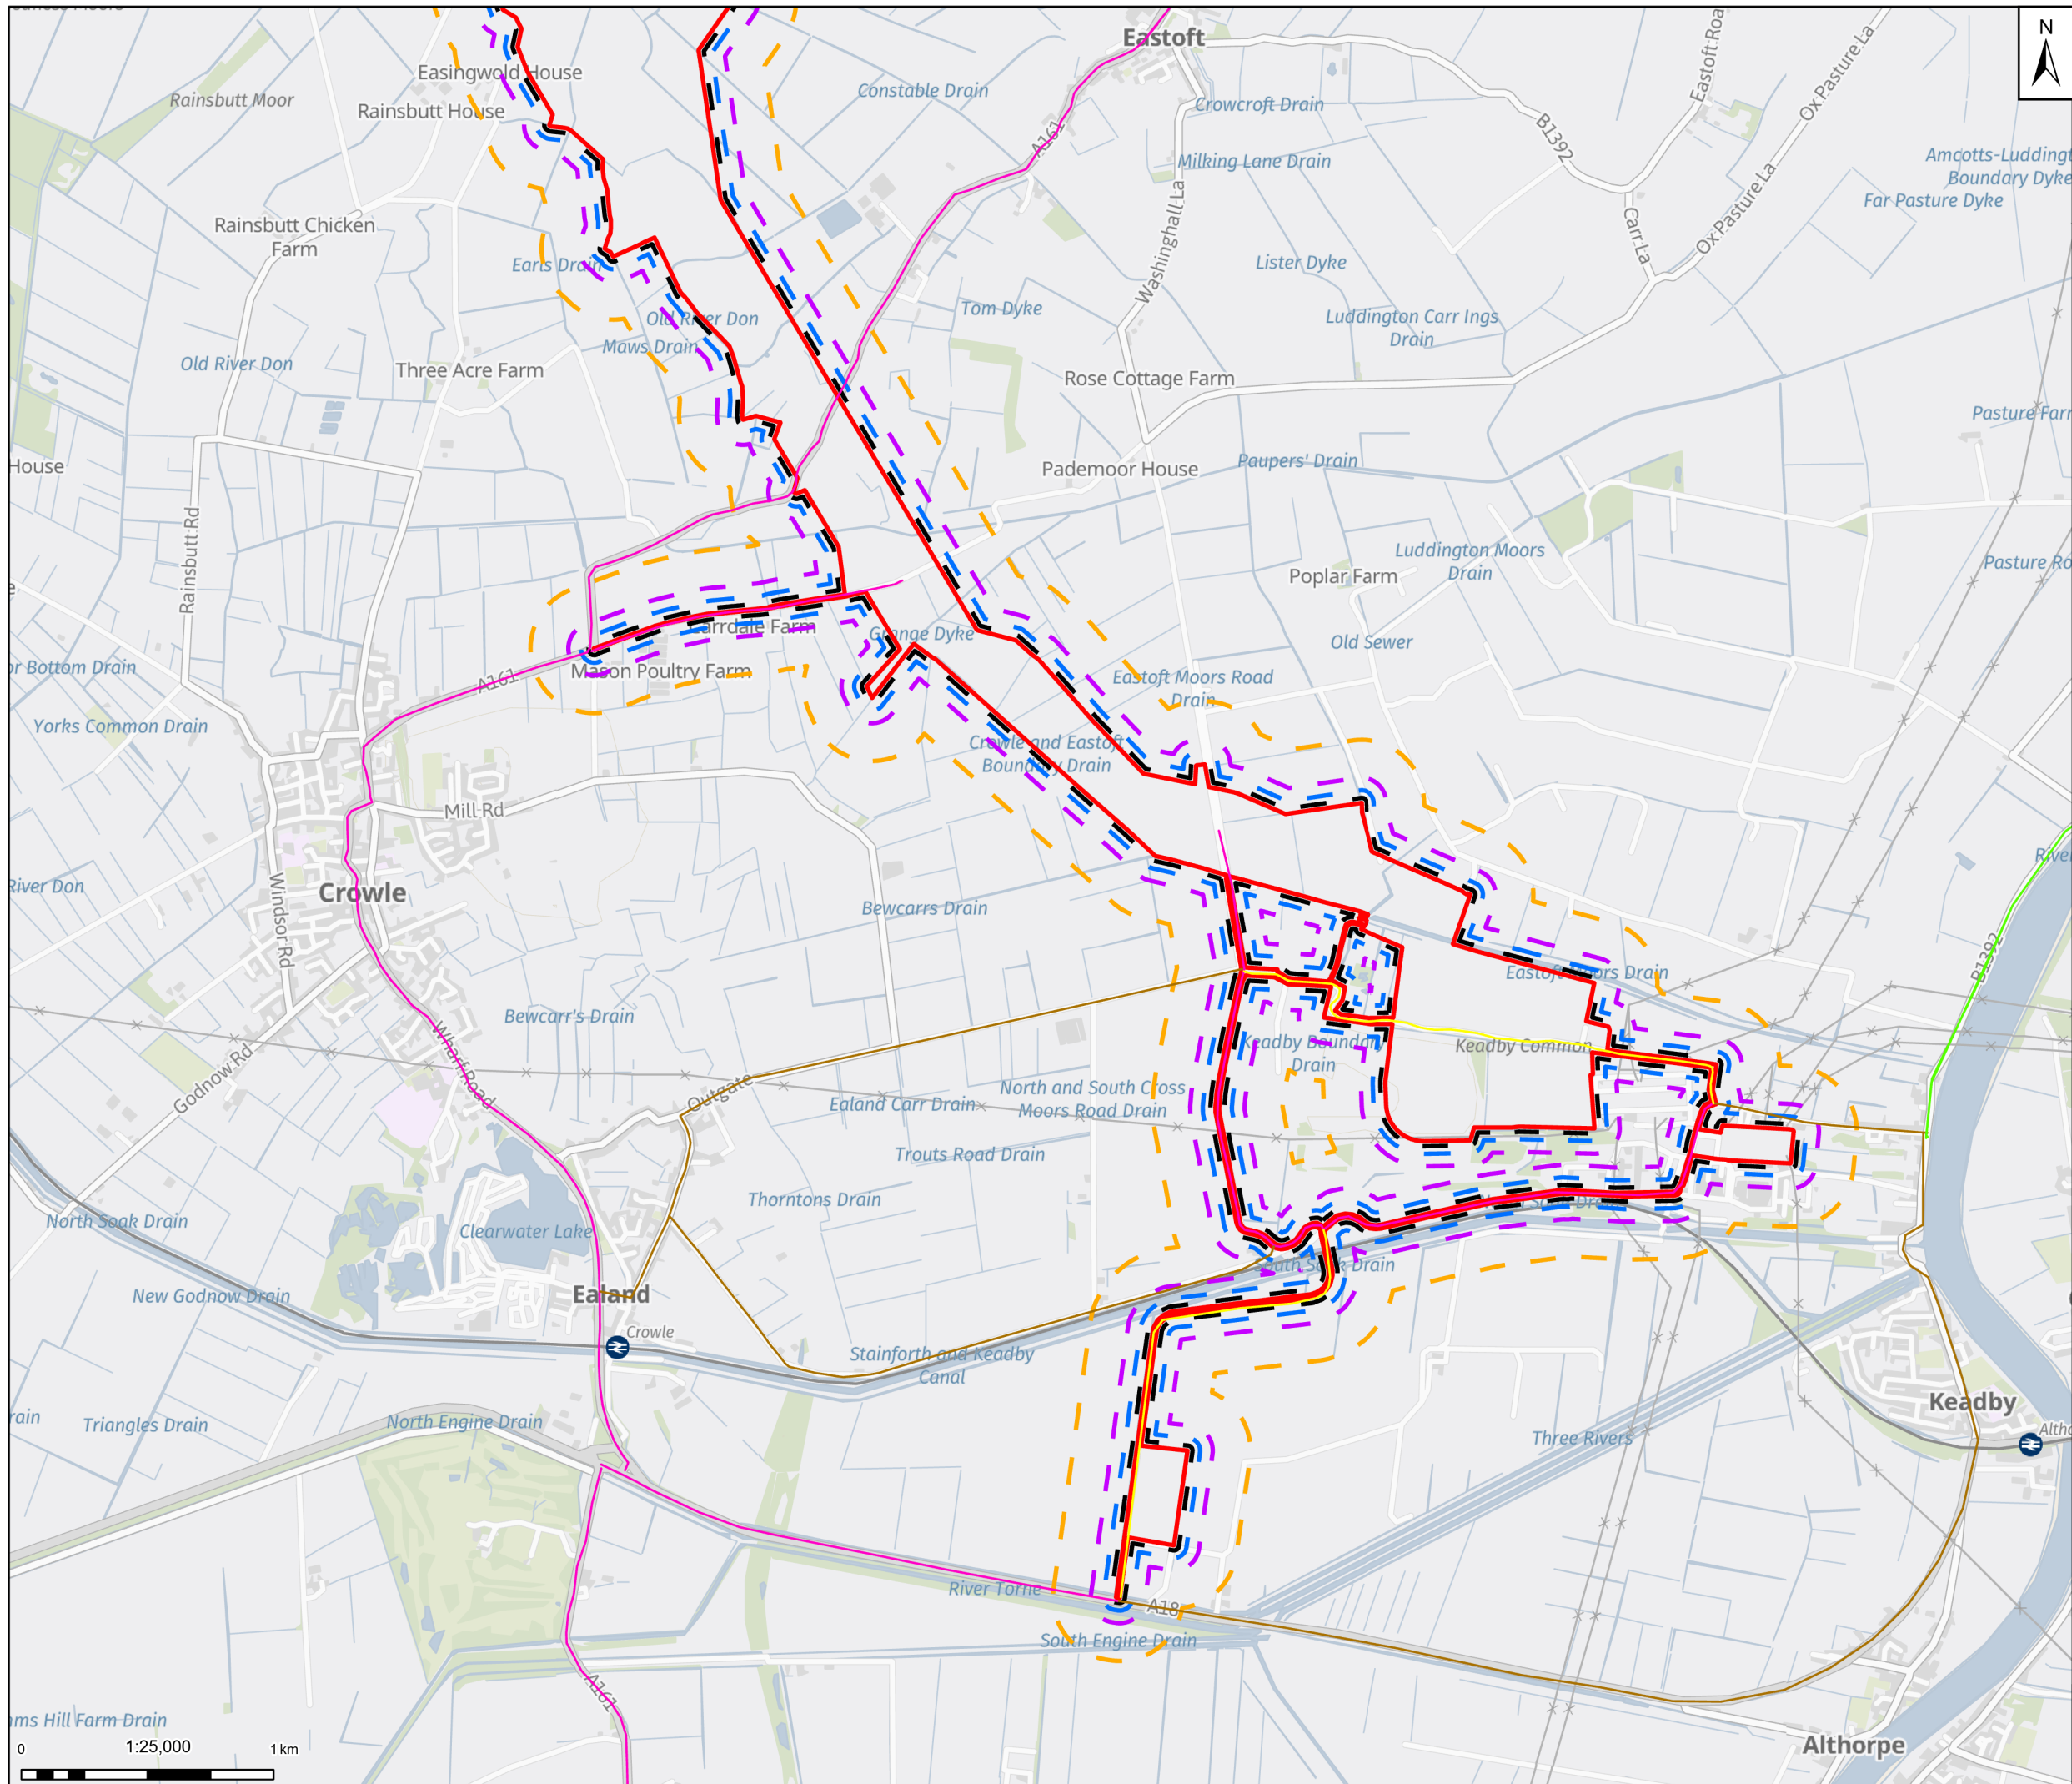 Eastoft
N
Easingwold House
Rainsbutt Moor
Rainsbutt House
Constable Drain
Crowcroft Drain
Eastoft Roa
Ox Pasture La
A161
B1392
Milking Lane Drain
Amcotts-Luddingt
Boundary Dyke
Far Pasture Dyke
Rainsbutt Chicken
Farm
Washinghall La
Carr La
Ox Pasture La
Earls Drain
Lister Dyke
Old River Don
Tom Dyke
Luddington Carr Ings
Drain
Maws Drain
Old River Don
Three Acre Farm
Rose Cottage Farm
Pasture Farm
House
Pademoor House
Paupers' Drain
Rainsbutt Rd
Luddington Moors
Drain
Pasture Ro
Poplar Farm
Carrdale Farm
Grange Dyke
Old Sewer
or Bottom Drain
Mason Poultry Farm
A161
Eastoft Moors Road
Drain
Yorks Common Drain
Crowle and Eastoft
Boundary Drain
Mill Rd
River
River Don
Crowle
Windsor Rd
Bewcarrs Drain
B1392
Eastoft Moors Drain
Bewcarr's Drain
Wharf Road
Keadby Boundary
Drain
Keadby Common
Godnow Rd
Outgate
Ealand Carr Drain
North and South Cross
Moors Road Drain
Trouts Road Drain
Thorntons Drain
North Soak Drain
Clearwater Lake
South Soak Drain
New Godnow Drain
Ealand
Crowle
Stainforth and Keadby
Canal
Keadby
rain
Triangles Drain
North Engine Drain
Altho
Three Rivers
River Torne
A18
South Engine Drain
A161
mms Hill Farm Drain
Althorpe
0
1:25,000
1 km